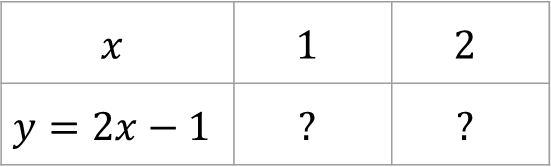 x 1 2
y = 2x − 1 ? ?